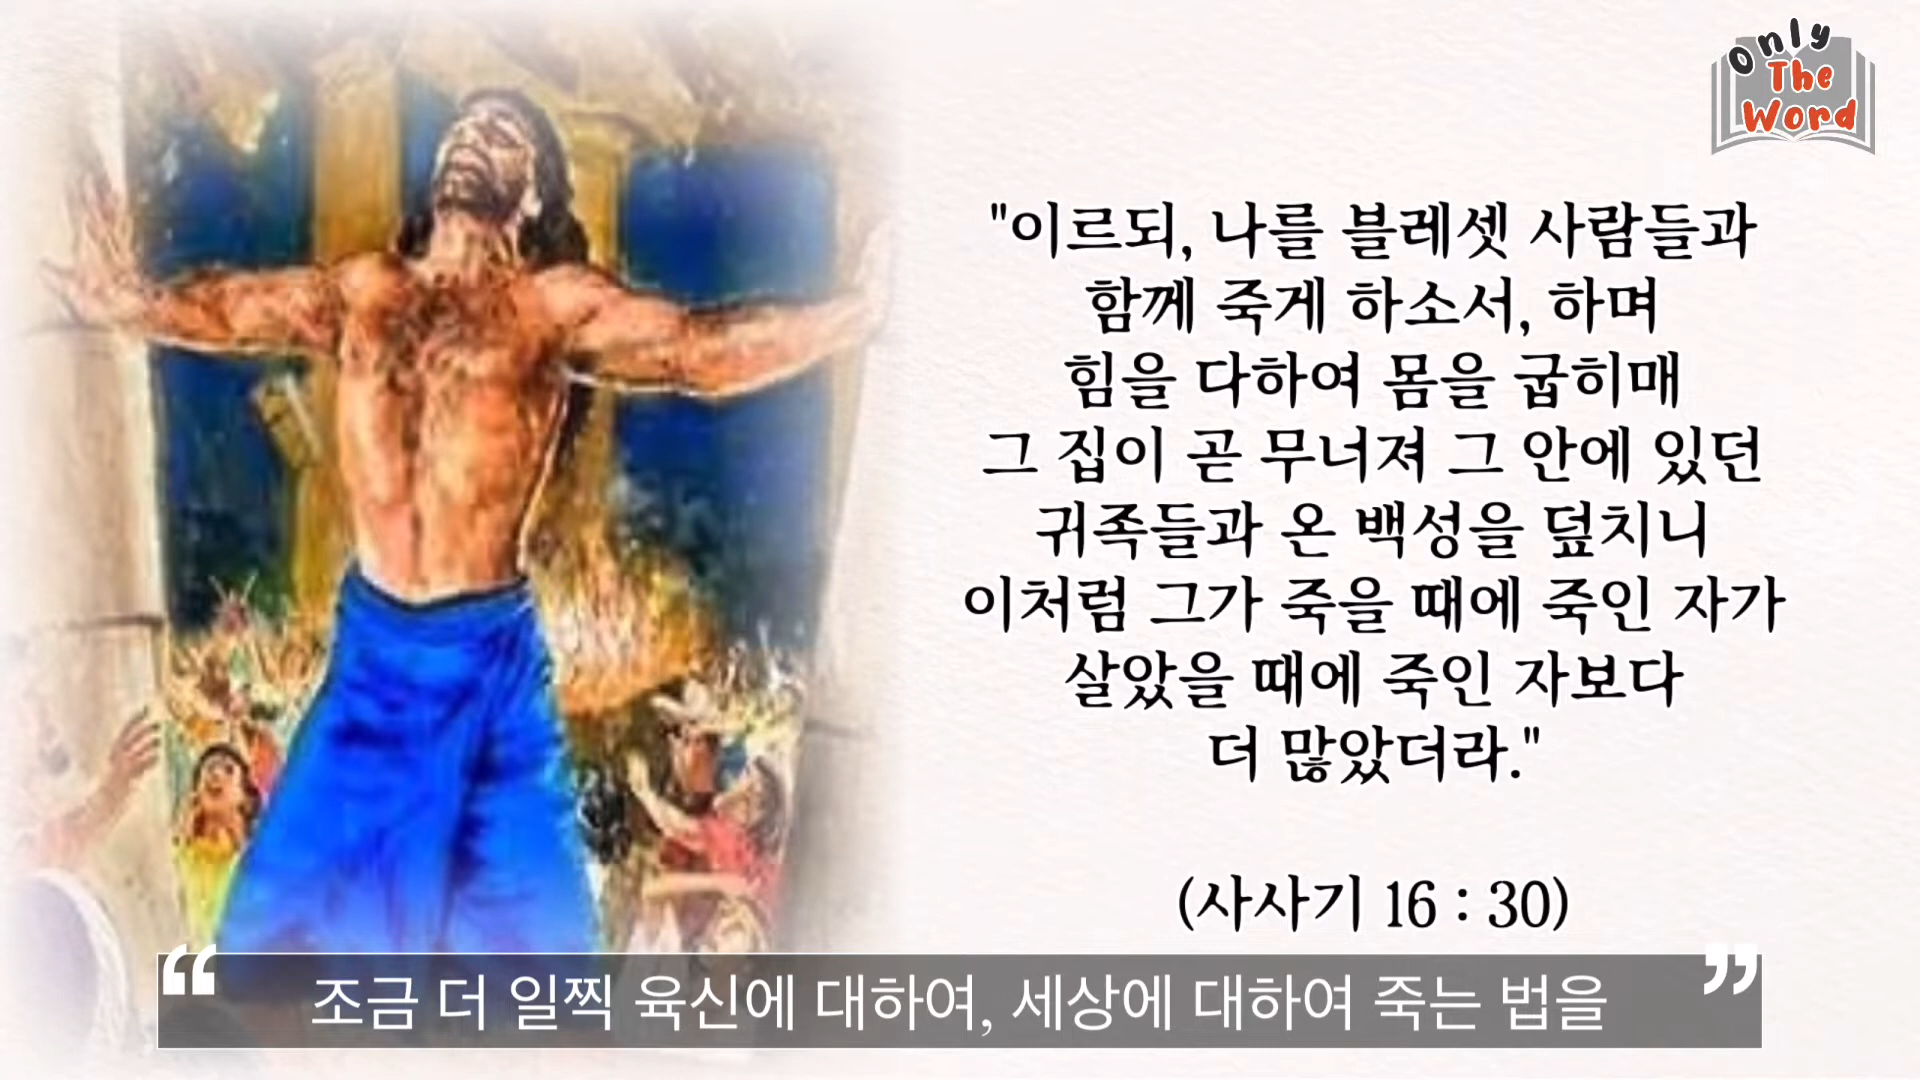 Only
The
Word
"이르되, 나를 블레셋 사람들과
함께 죽게 하소서, 하며
힘을 다하여 몸을 굽히매
그 집이 곧 무너져 그 안에 있던
귀족들과 온 백성을 덮치니
이처럼 그가 죽을 때에 죽인 자가
살았을 때에 죽인 자보다
더 많았더라."
(사사기 16 : 30)
“ 조금 더 일찍 육신에 대하여, 세상에 대하여 죽는 법을 ”